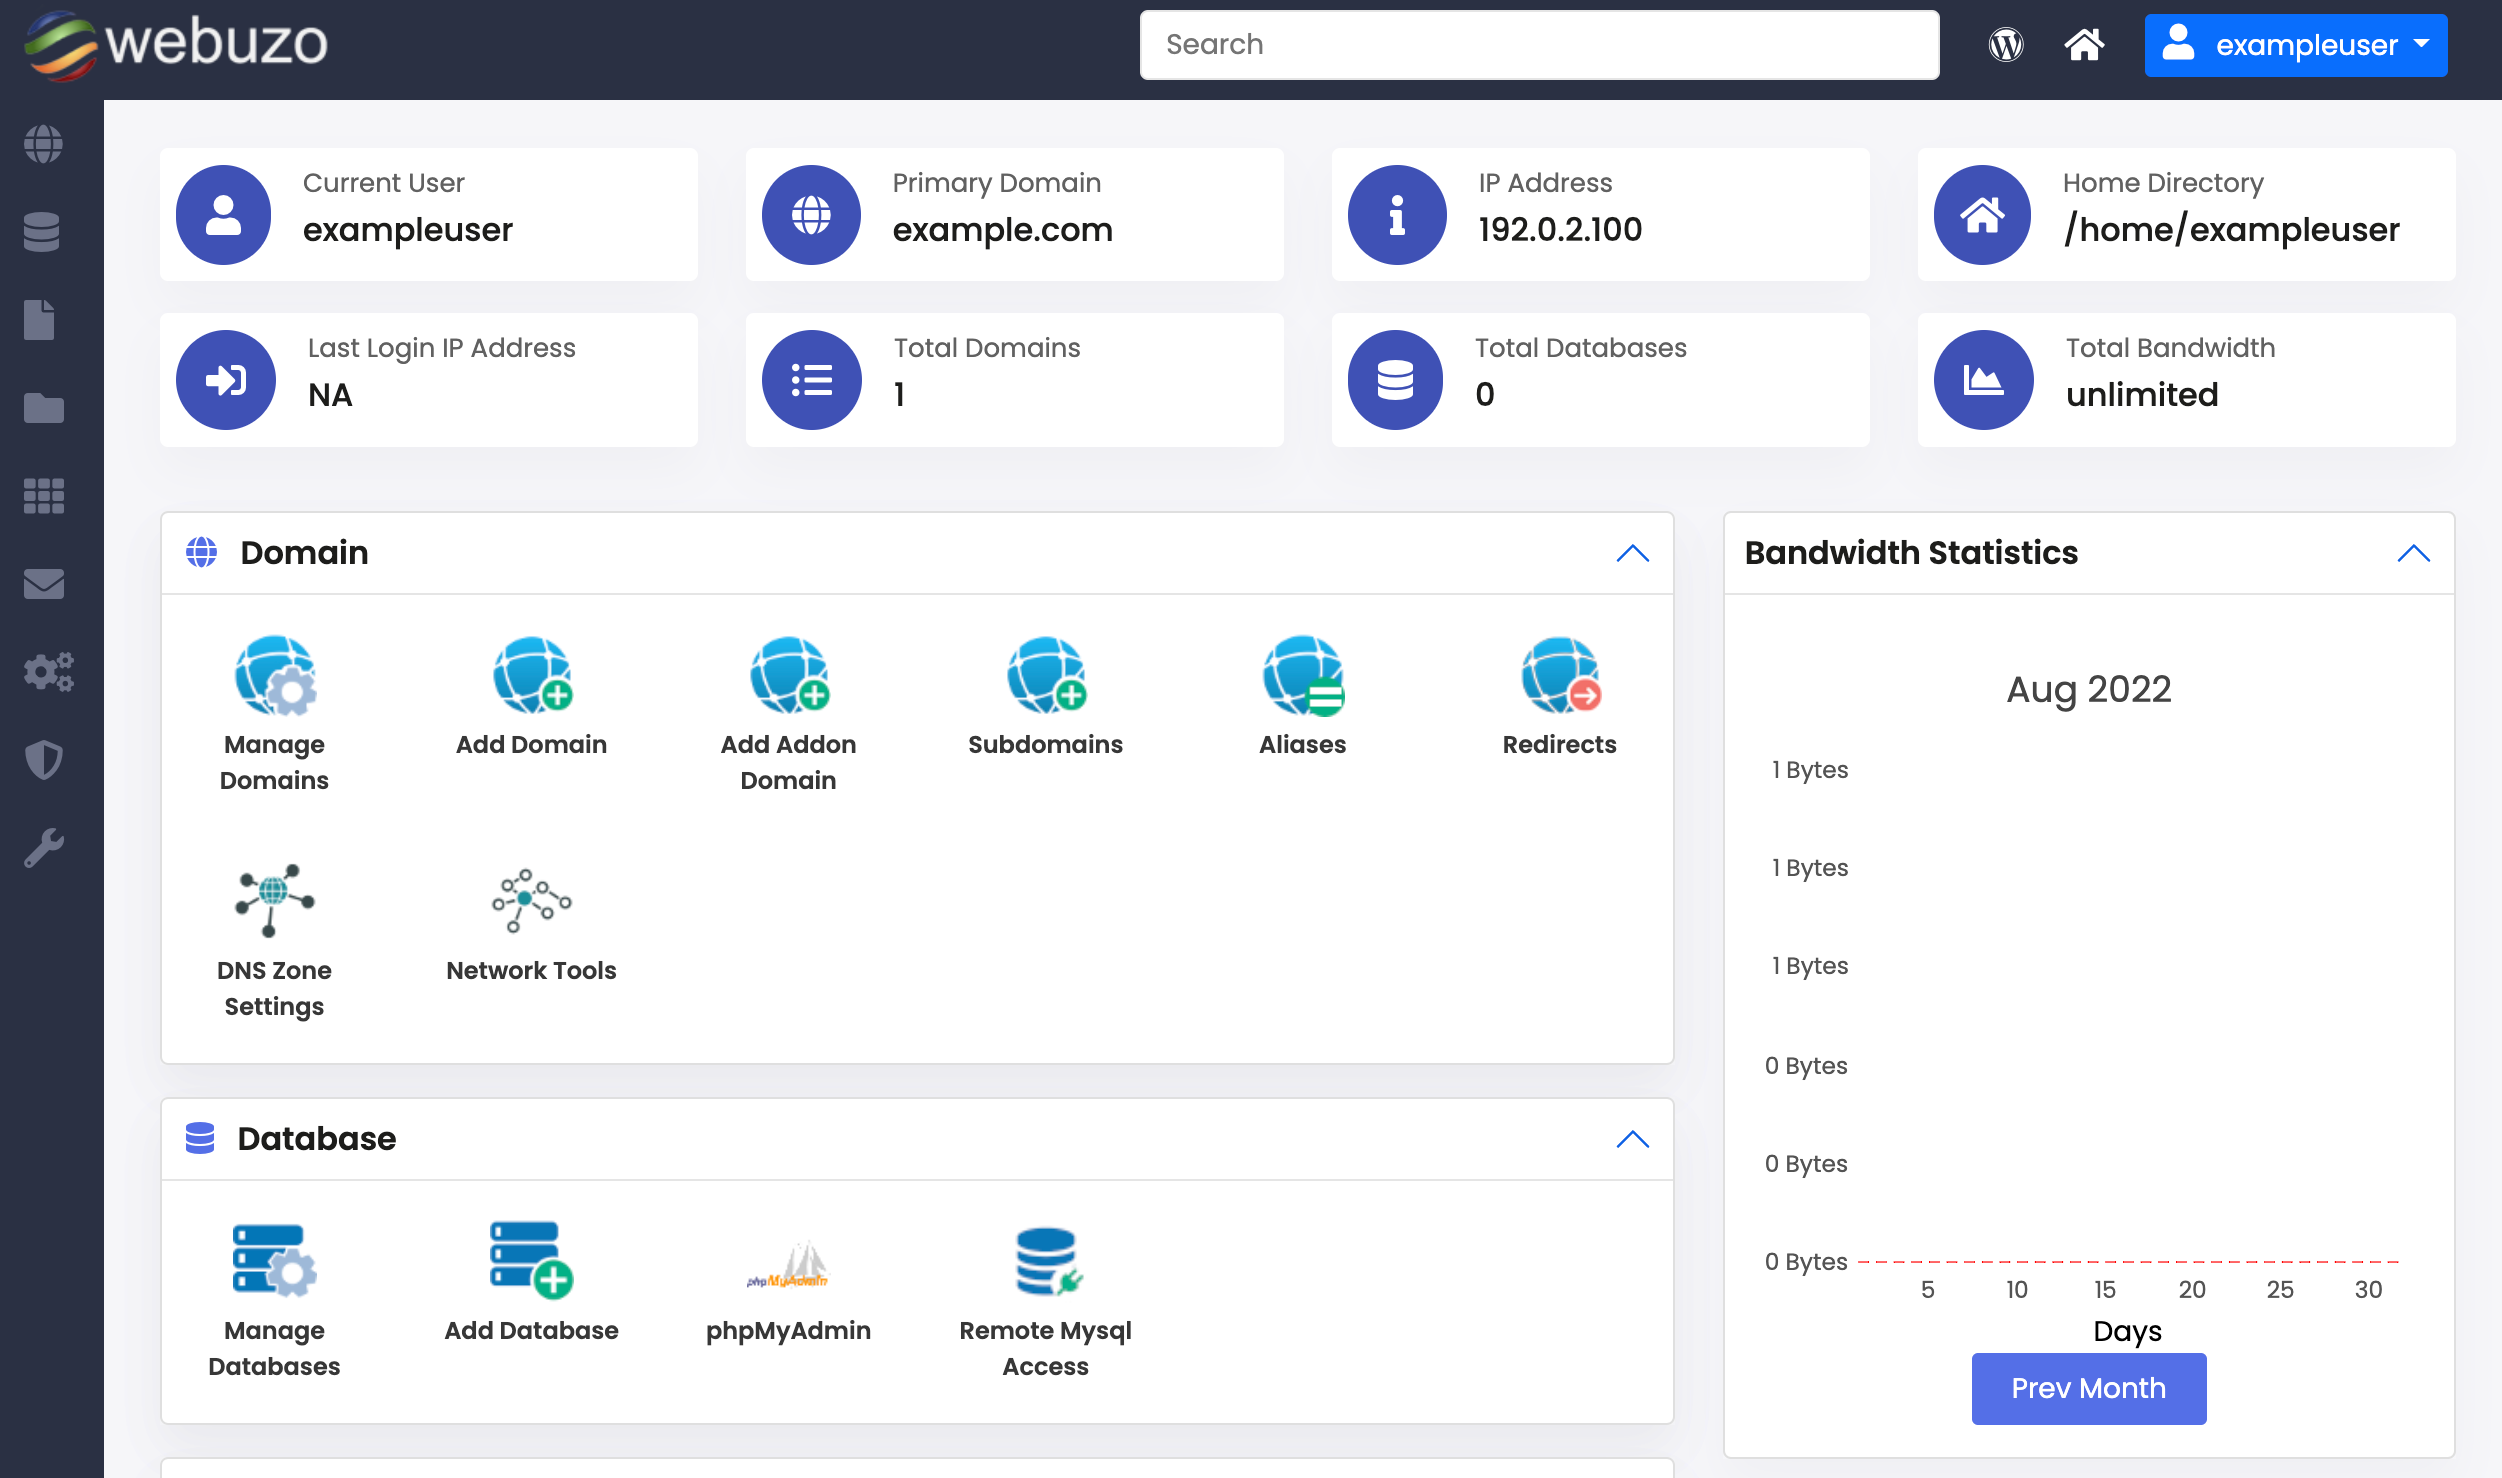 webuzo
Search
exampleuser
Current User
exampleuser
Primary Domain
example.com
IP Address
192.0.2.100
Home Directory
/home/exampleuser
Last Login IP Address
NA
Total Domains
1
Total Databases
0
Total Bandwidth
unlimited
Domain
Manage
Domains
Add Domain
Add Addon
Domain
Subdomains
Aliases
Redirects
DNS Zone
Settings
Network Tools
Database
Manage
Databases
Add Database
phpMyAdmin
phpMyAdmin
Remote Mysql
Access
Bandwidth Statistics
Aug 2022
1 Bytes
1 Bytes
1 Bytes
0 Bytes
0 Bytes
0 Bytes
5 10 15 20 25 30
Days
Prev Month